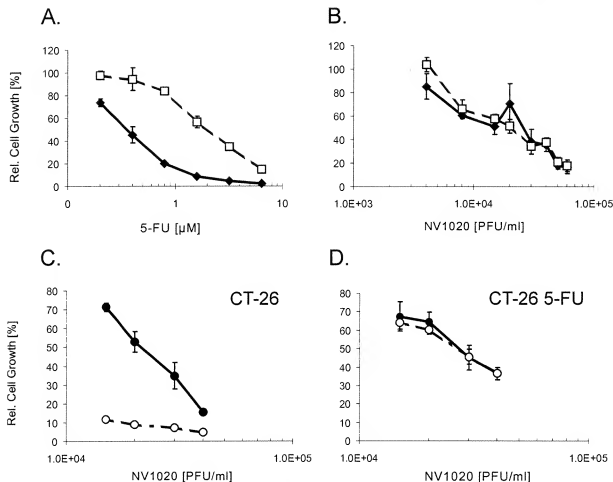 A.
B.
Rel. Cell Growth [%]
120
100
80
60
40
20
0
0
1
10
5-FU [µM]
120
100
80
60
40
20
0
1.0E+03
1.0E+04
1.0E+05
NV1020 [PFU/ml]
C.
D.
CT-26
Rel. Cell Growth [%]
80
70
60
50
40
30
20
10
0
1.0E+04
1.0E+05
NV1020 [PFU/ml]
CT-26 5-FU
80
70
60
50
40
30
20
10
0
1.0E+04
1.0E+05
NV1020 [PFU/ml]